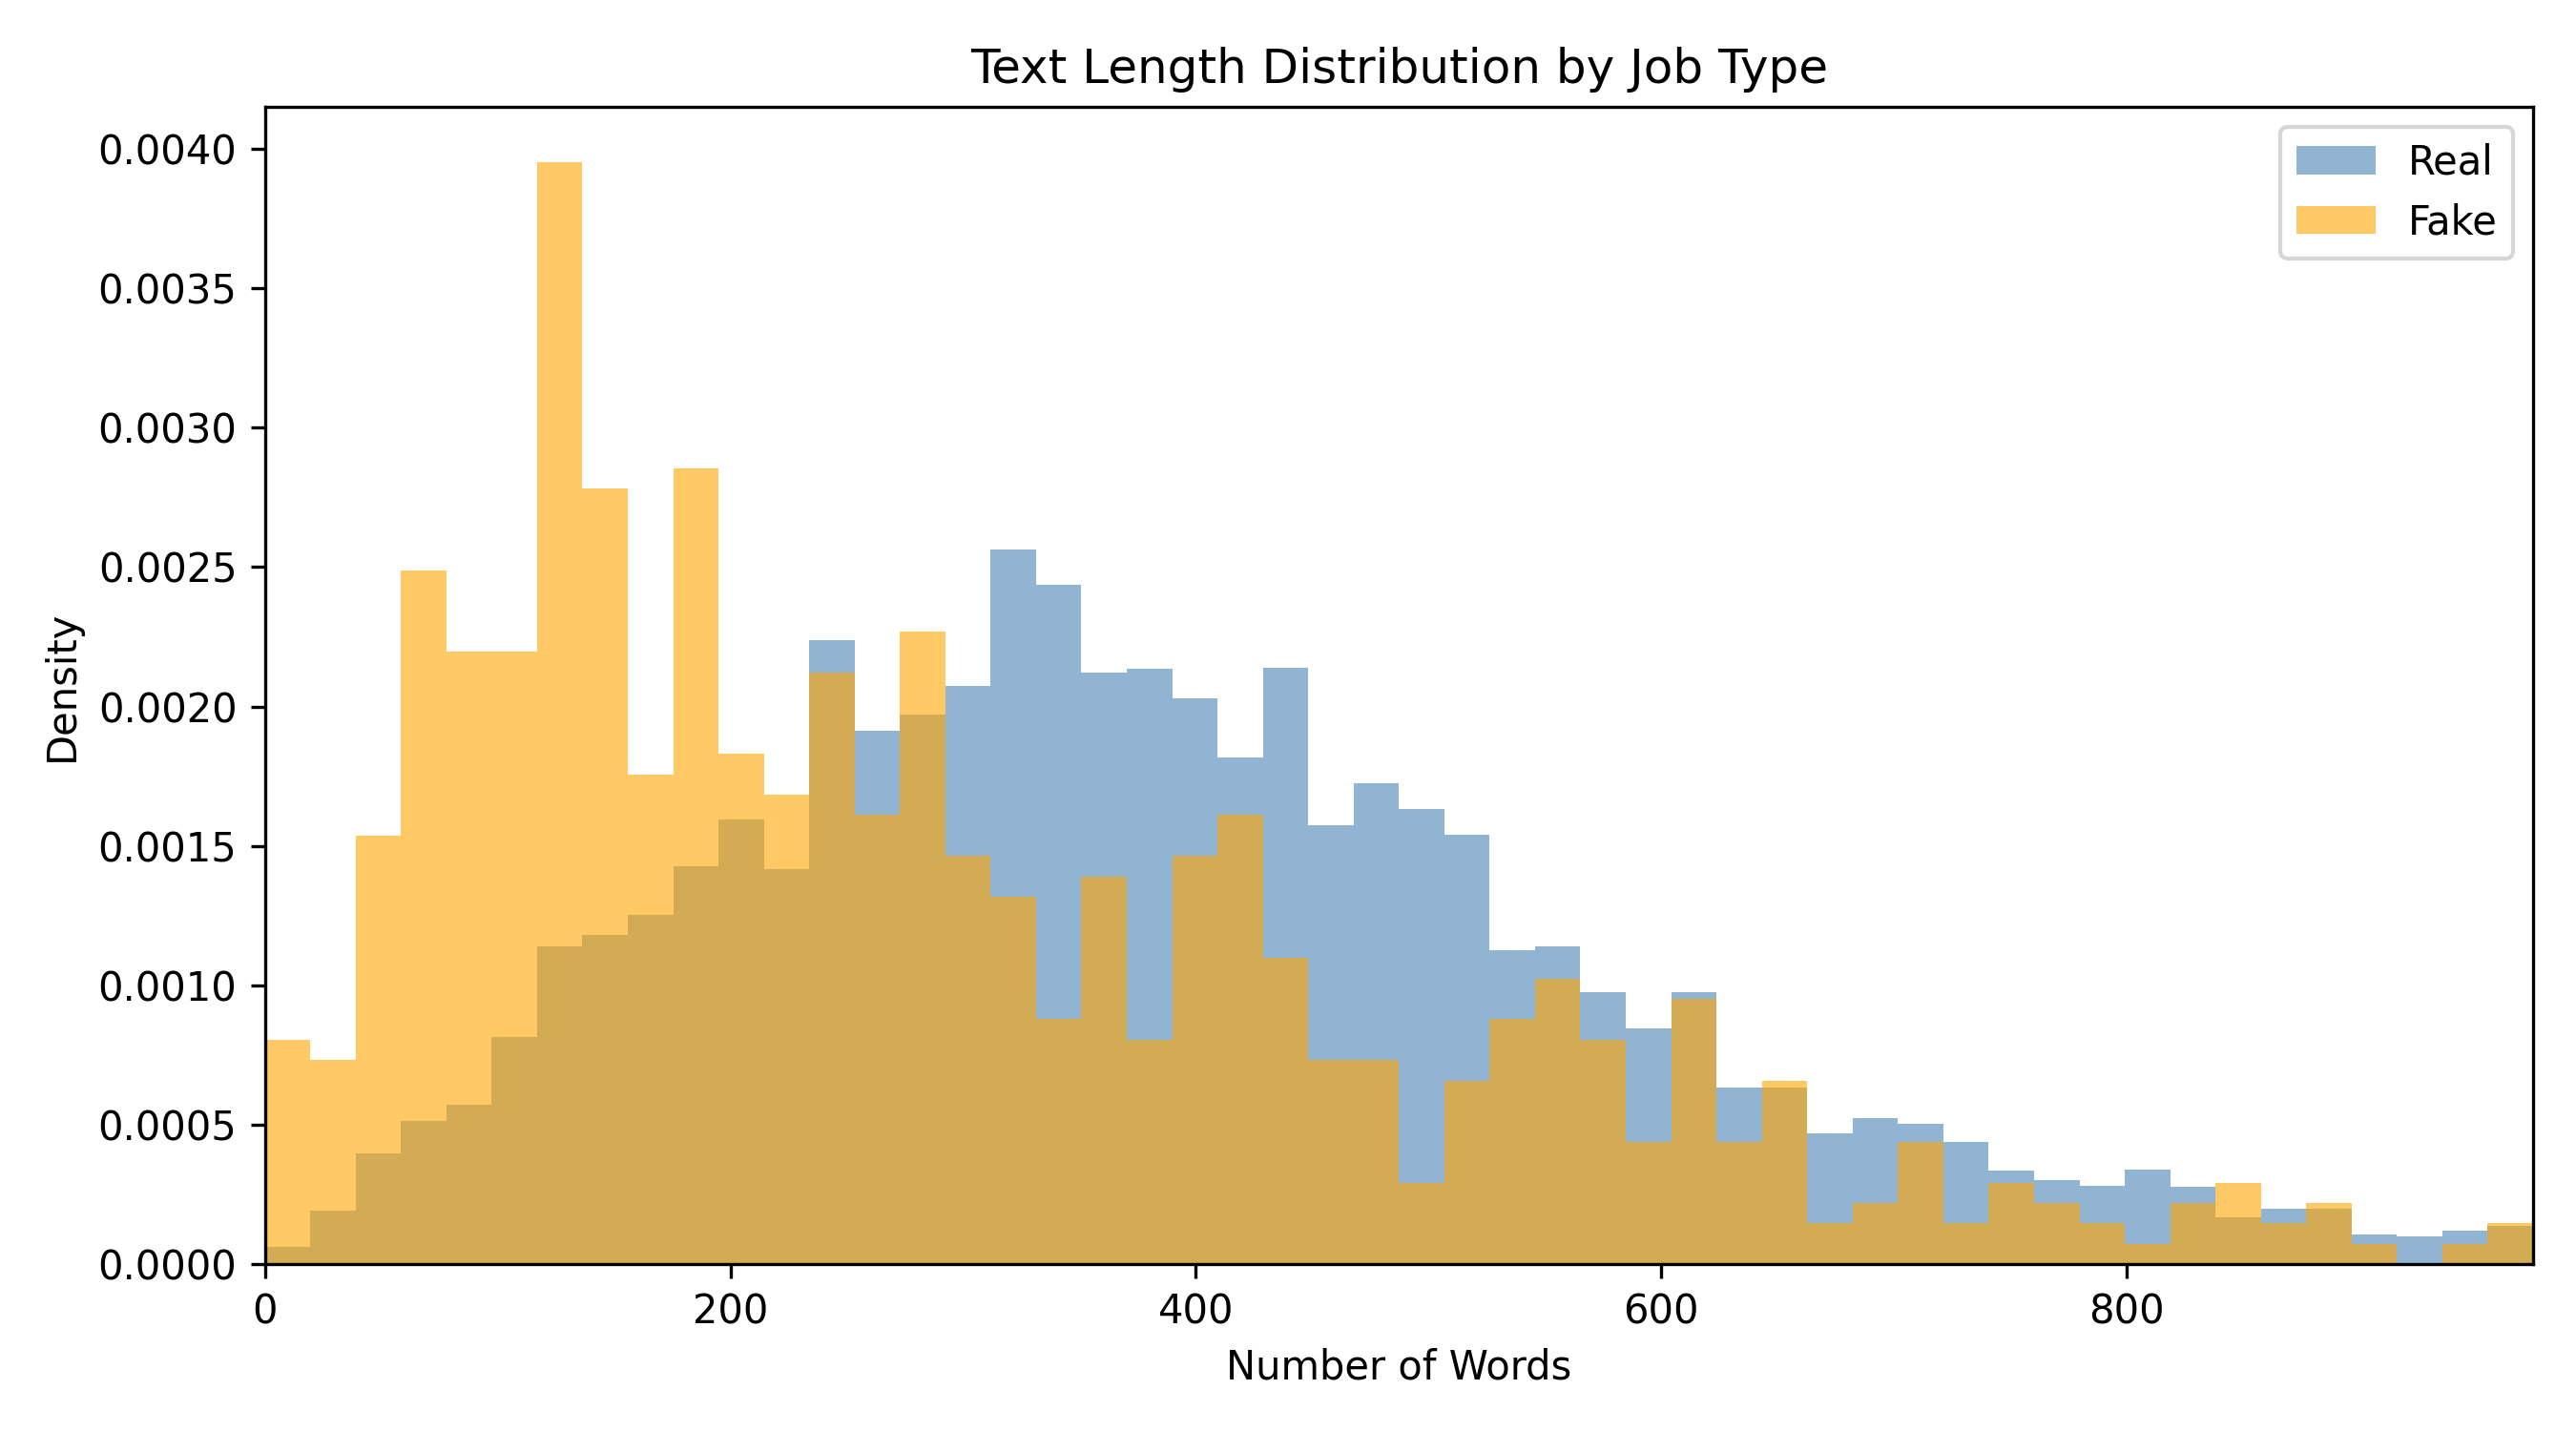 Text Length Distribution by Job Type
Real
Fake
0.0040
0.0035
0.0030
0.0025
0.0020
0.0015
0.0010
0.0005
0.0000
Density
0 200 400 600 800
Number of Words